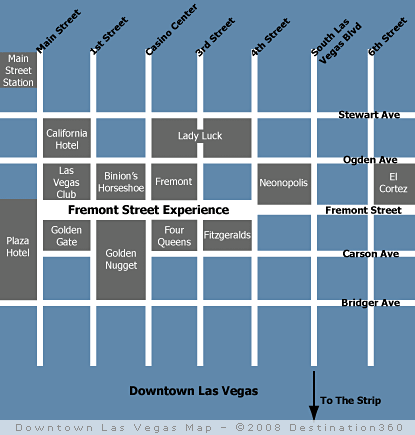 Main Street
1st Street
Casino Center
3rd Street
4th Street
South Las
Vegas Blvd
6th Street
Main
Street
Station
Stewart Ave
California
Hotel
Lady Luck
Ogden Ave
Las
Vegas
Club
Binion's
Horseshoe
Fremont
Neonopolis
El
Cortez
Fremont Street Experience
Fremont Street
Plaza
Hotel
Golden
Gate
Golden
Nugget
Four
Queens
Fitzgeralds
Carson Ave
Bridger Ave
Downtown Las Vegas
To The Strip
Downtown Las Vegas Map – ©2008 Destination360